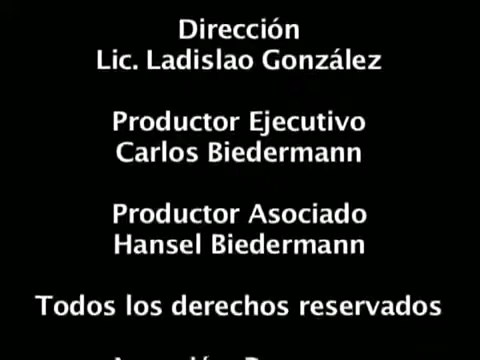 Dirección
Lic. Ladislao González
Productor Ejecutivo
Carlos Biedermann
Productor Asociado
Hansel Biedermann
Todos los derechos reservados